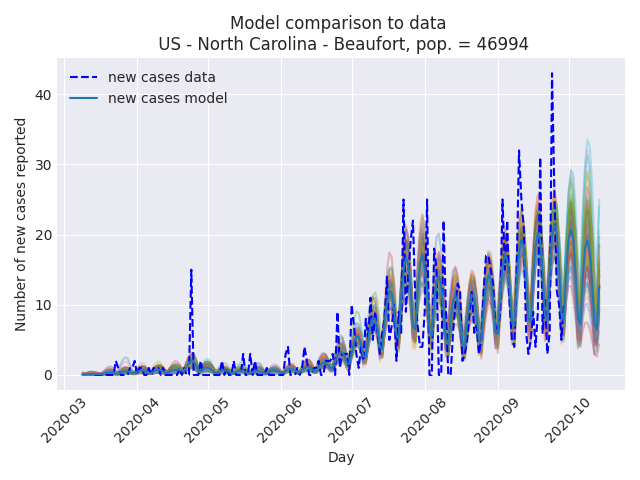 Model comparison to data
US - North Carolina - Beaufort, pop. = 46994
new cases data
new cases model
Number of new cases reported
40
30
20
10
0
2020-03
2020-04
2020-05
2020-06
2020-07
2020-08
2020-09
2020-10
Day